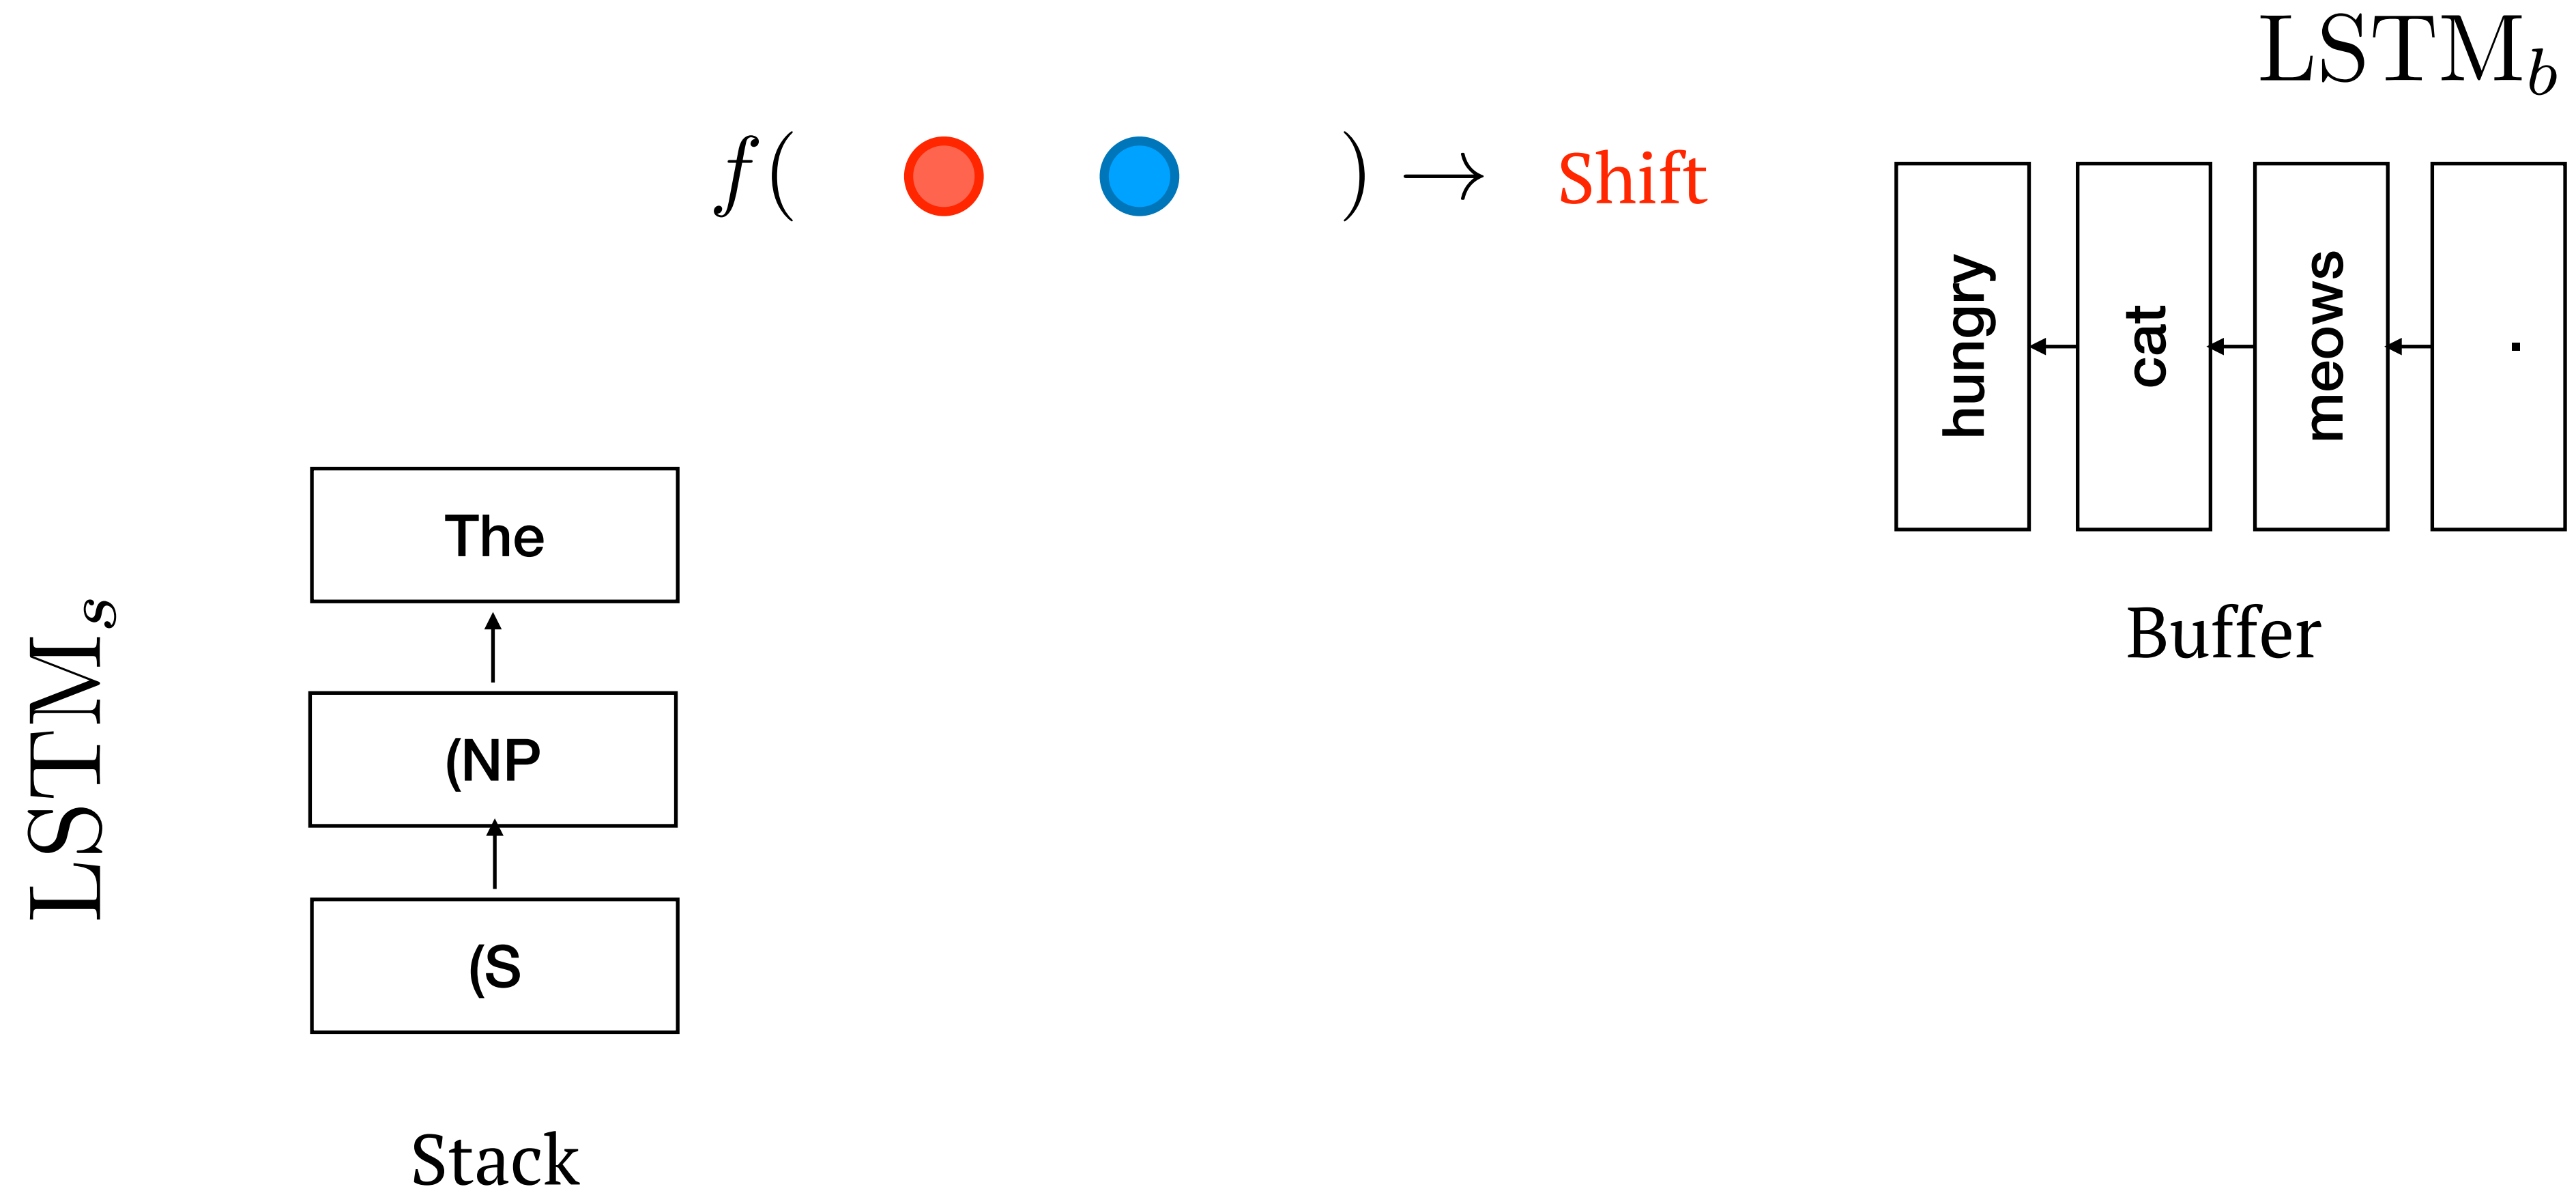 LSTM_b
f( ) → Shift
hungry
cat
meows
.
Buffer
LSTM_s
The
(NP
(S
Stack